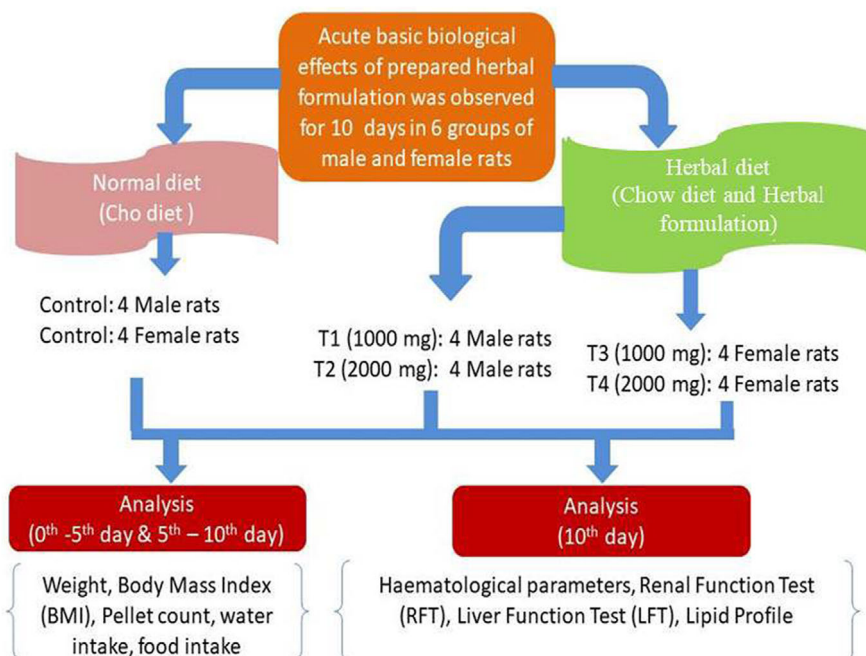 Acute basic biological
effects of prepared herbal
formulation was observed
for 10 days in 6 groups of
male and female rats
Normal diet
(Cho diet )
Herbal diet
(Chow diet and Herbal
formulation)
Control: 4 Male rats
Control: 4 Female rats
T1 (1000 mg): 4 Male rats
T2 (2000 mg): 4 Male rats
T3 (1000 mg): 4 Female rats
T4 (2000 mg): 4 Female rats
Analysis
(0th -5th day & 5th – 10th day)
Analysis
(10th day)
Weight, Body Mass Index
(BMI), Pellet count, water
intake, food intake
Haematological parameters, Renal Function Test
(RFT), Liver Function Test (LFT), Lipid Profile